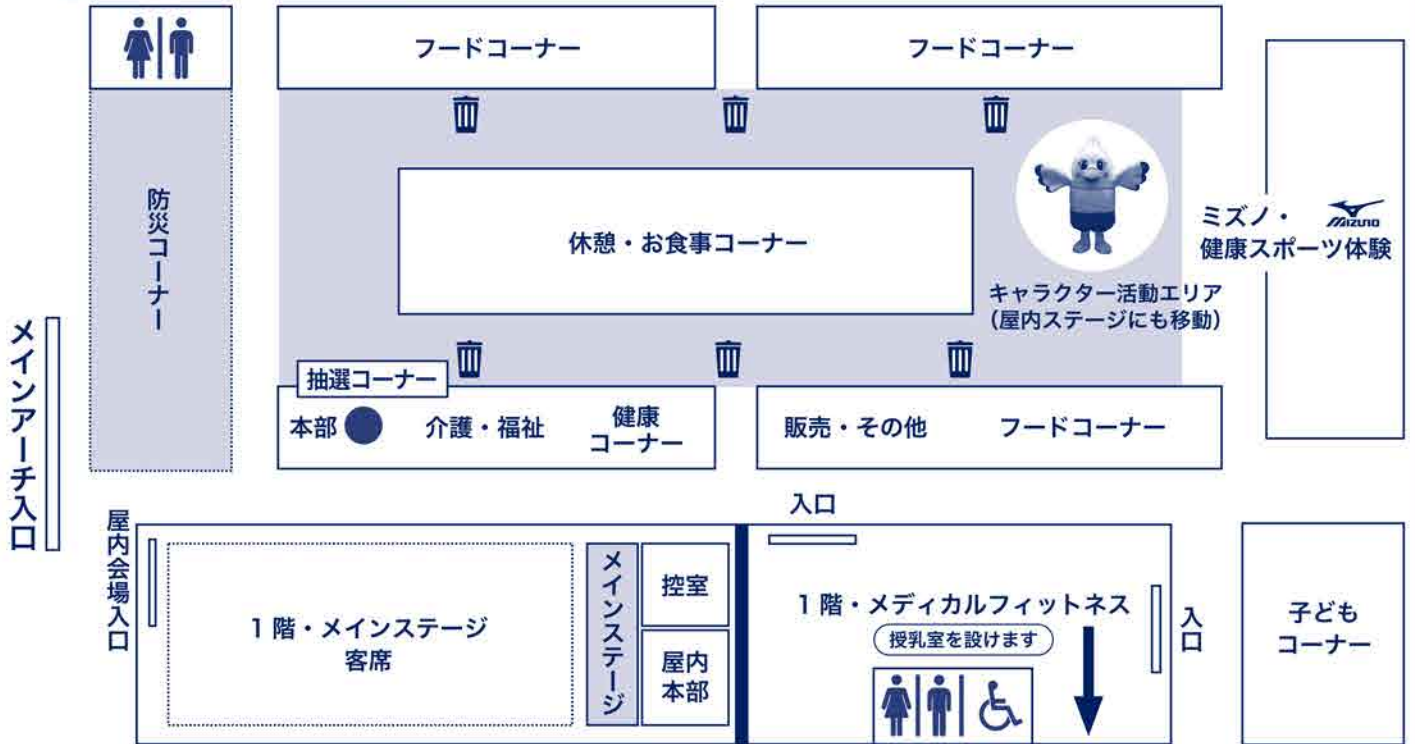 フードコーナー
フードコーナー
防災コーナー
休憩・お食事コーナー
キャラクター活動エリア
（屋内ステージにも移動）
ミズノ・
MIZUNO
健康スポーツ体験
メインアーチ入口
抽選コーナー
本部
介護・福祉
健康
コーナー
販売・その他
フードコーナー
屋内会場入口
1階・メインステージ
客席
メインステージ
控室
屋内
本部
入口
1階・メディカルフィットネス
授乳室を設けます
入口
子ども
コーナー